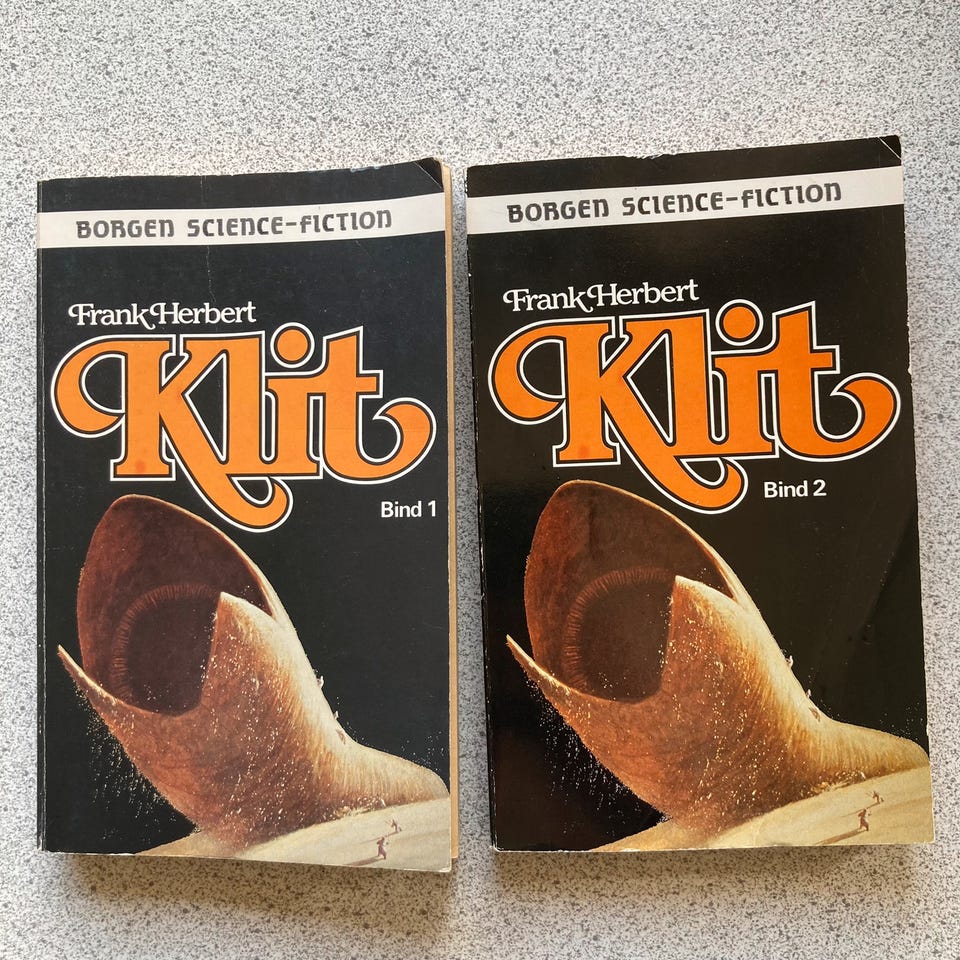 BORGEN SCIENCE-FICTION
Frank Herbert
Klit
Bind 1
BORGEN SCIENCE-FICTION
Frank Herbert
Klit
Bind 2